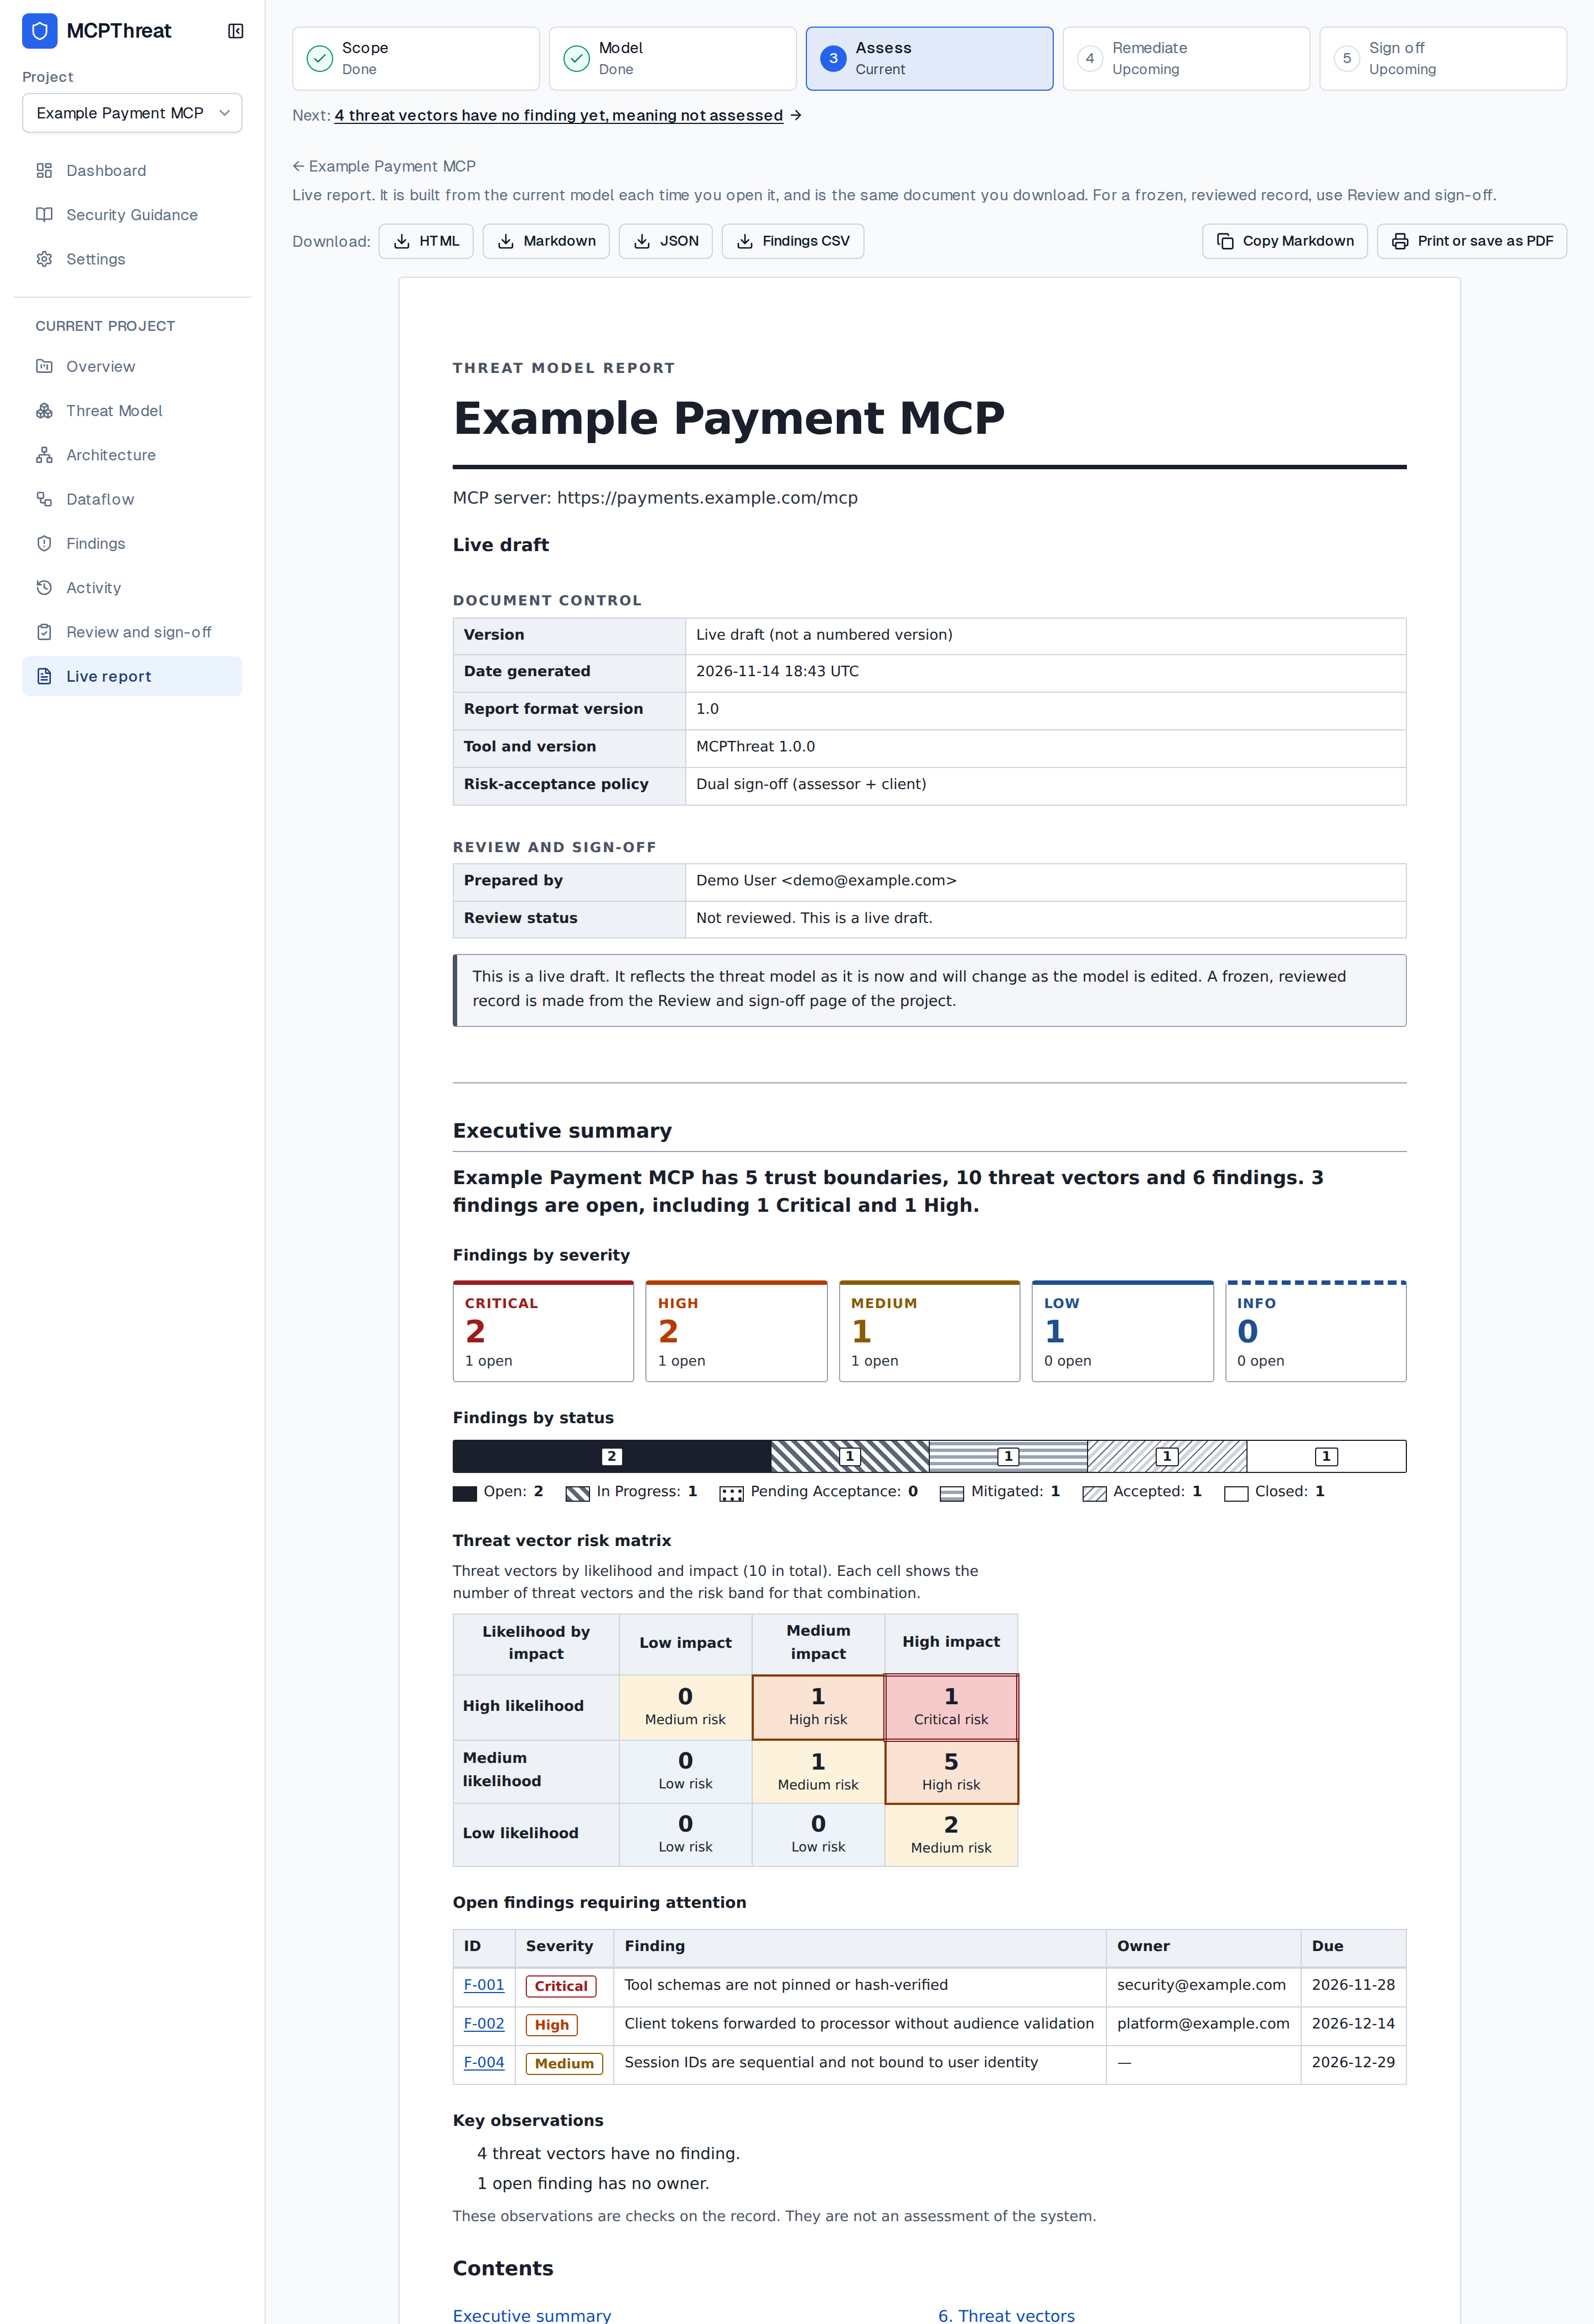 MCPThreat
Project
Example Payment MCP
Dashboard
Security Guidance
Settings
CURRENT PROJECT
Overview
Threat Model
Architecture
Dataflow
Findings
Activity
Review and sign-off
Live report
Scope
Done
Model
Done
3
Assess
Current
4
Remediate
Upcoming
5
Sign off
Upcoming
Next: 4 threat vectors have no finding yet, meaning not assessed →
← Example Payment MCP
Live report. It is built from the current model each time you open it, and is the same document you download. For a frozen, reviewed record, use Review and sign-off.
Download: HTML Markdown JSON Findings CSV Copy Markdown Print or save as PDF
THREAT MODEL REPORT
Example Payment MCP
MCP server: https://payments.example.com/mcp
Live draft
DOCUMENT CONTROL
Version Live draft (not a numbered version)
Date generated 2026-11-14 18:43 UTC
Report format version 1.0
Tool and version MCPThreat 1.0.0
Risk-acceptance policy Dual sign-off (assessor + client)
REVIEW AND SIGN-OFF
Prepared by Demo User <demo@example.com>
Review status Not reviewed. This is a live draft.
This is a live draft. It reflects the threat model as it is now and will change as the model is edited. A frozen, reviewed
record is made from the Review and sign-off page of the project.
Executive summary
Example Payment MCP has 5 trust boundaries, 10 threat vectors and 6 findings. 3
findings are open, including 1 Critical and 1 High.
Findings by severity
CRITICAL HIGH MEDIUM LOW INFO
2 2 1 1 0
1 open 1 open 1 open 0 open 0 open
Findings by status
2 1 1 1 1
Open: 2 In Progress: 1 Pending Acceptance: 0 Mitigated: 1 Accepted: 1 Closed: 1
Threat vector risk matrix
Threat vectors by likelihood and impact (10 in total). Each cell shows the
number of threat vectors and the risk band for that combination.
Likelihood by
impact
Low impact
Medium
impact
High impact
High likelihood
0
Medium risk
1
High risk
1
Critical risk
Medium
likelihood
0
Low risk
1
Medium risk
5
High risk
Low likelihood
0
Low risk
0
Low risk
2
Medium risk
Open findings requiring attention
ID Severity Finding Owner Due
F-001 Critical Tool schemas are not pinned or hash-verified security@example.com 2026-11-28
F-002 High Client tokens forwarded to processor without audience validation platform@example.com 2026-12-14
F-004 Medium Session IDs are sequential and not bound to user identity — 2026-12-29
Key observations
4 threat vectors have no finding.
1 open finding has no owner.
These observations are checks on the record. They are not an assessment of the system.
Contents
Executive summary 6. Threat vectors